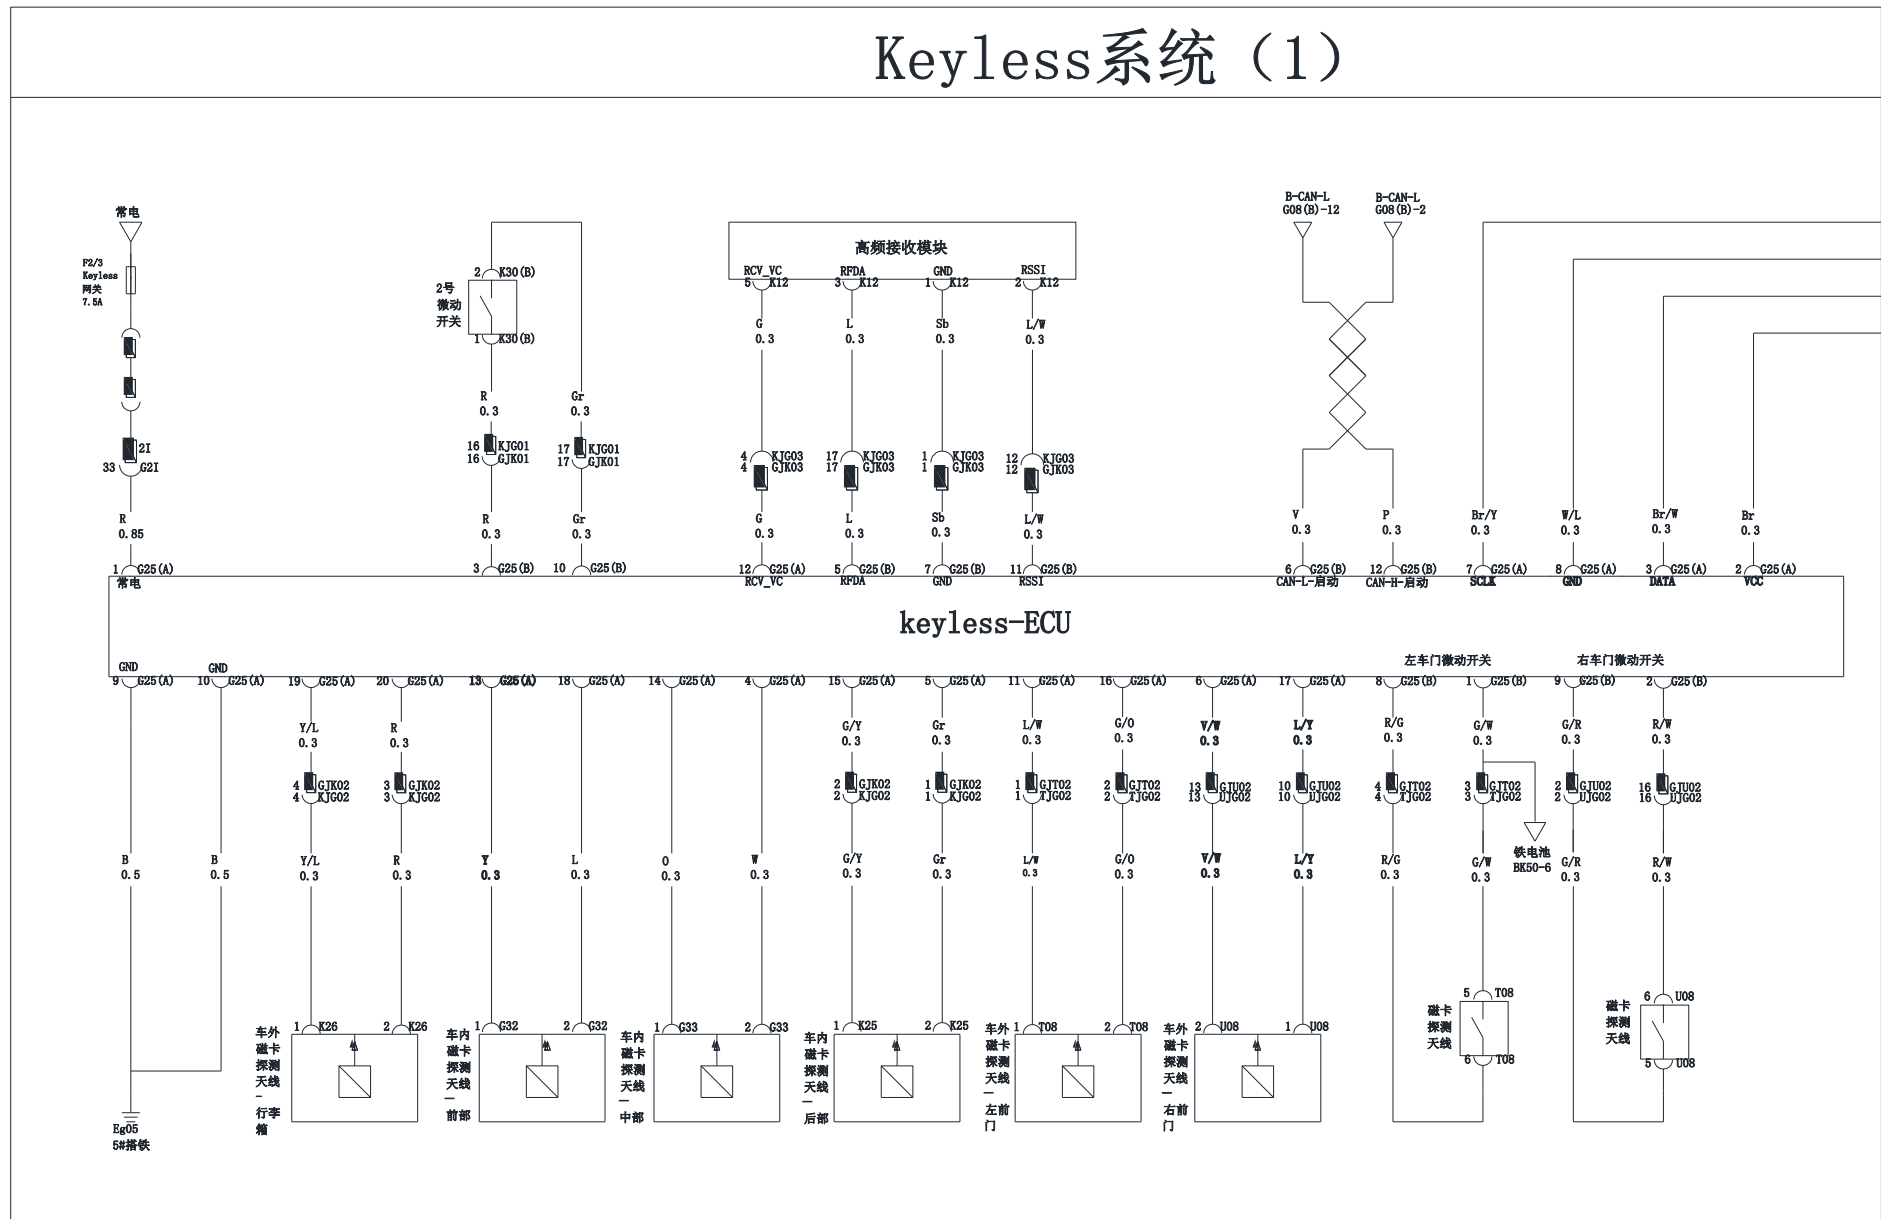 Keyless系统（1）
常电
F2/3
Keyless
网关
7.5A
2I
33 G2I
R
0.85
1 G25(A)
常电
2 K30(B)
2号
微动
开关
1 K30(B)
R
0.3
Gr
0.3
16 KJG01
16 GJK01
17 KJG01
17 GJK01
R
0.3
Gr
0.3
3 G25(B)
10 G25(B)
高频接收模块
RCV_VC
RFDA
GND
RSSI
5 K12
3 K12
1 K12
2 K12
G
0.3
L
0.3
Sb
0.3
L/W
0.3
4 KJG03
4 GJK03
17 KJG03
17 GJK03
1 KJG03
1 GJK03
12 KJG03
12 GJK03
G
0.3
L
0.3
Sb
0.3
L/W
0.3
12 G25(A)
RCV_VC
5 G25(B)
RFDA
7 G25(B)
GND
11 G25(B)
RSSI
B-CAN-L
G08(B)-12
B-CAN-L
G08(B)-2
V
0.3
P
0.3
Br/Y
0.3
W/L
0.3
Br/W
0.3
Br
0.3
6 G25(B)
CAN-L-启动
12 G25(B)
CAN-H-启动
7 G25(A)
SCLK
8 G25(A)
GND
3 G25(A)
DATA
2 G25(A)
VCC
keyless-ECU
左车门微动开关
右车门微动开关
GND
GND
9 G25(A)
10 G25(A)
19 G25(A)
20 G25(A)
13 G25(A)
18 G25(A)
14 G25(A)
4 G25(A)
15 G25(A)
5 G25(A)
11 G25(A)
16 G25(A)
6 G25(A)
17 G25(A)
8 G25(B)
1 G25(B)
9 G25(B)
2 G25(B)
Y/L
0.3
R
0.3
G/Y
0.3
Gr
0.3
L/W
0.3
G/O
0.3
V/W
0.3
L/Y
0.3
R/G
0.3
G/W
0.3
G/R
0.3
R/W
0.3
4 GJK02
4 KJG02
3 GJK02
3 KJG02
2 GJK02
2 KJG02
1 GJK02
1 KJG02
1 GJT02
1 TJG02
2 GJT02
2 TJG02
13 GJU02
13 UJG02
10 GJU02
10 UJG02
4 GJT02
4 TJG02
3 GJT02
3 TJG02
2 GJU02
2 UJG02
16 GJU02
16 UJG02
铁电池
BK50-6
B
0.5
B
0.5
Y/L
0.3
R
0.3
Y
0.3
L
0.3
O
0.3
W
0.3
G/Y
0.3
Gr
0.3
L/W
0.3
G/O
0.3
V/W
0.3
L/Y
0.3
R/G
0.3
G/W
0.3
G/R
0.3
R/W
0.3
Eg05
5#搭铁
1 K26
2 K26
车外
磁卡
探测
天线
-
行李
箱
1 G32
2 G32
车内
磁卡
探测
天线
—
前部
1 G33
2 G33
车内
磁卡
探测
天线
—
中部
1 K25
2 K25
车内
磁卡
探测
天线
—
后部
1 T08
2 T08
车外
磁卡
探测
天线
—
左前
门
2 U08
1 U08
车外
磁卡
探测
天线
—
右前
门
5 T08
磁卡
探测
天线
6 T08
6 U08
磁卡
探测
天线
5 U08